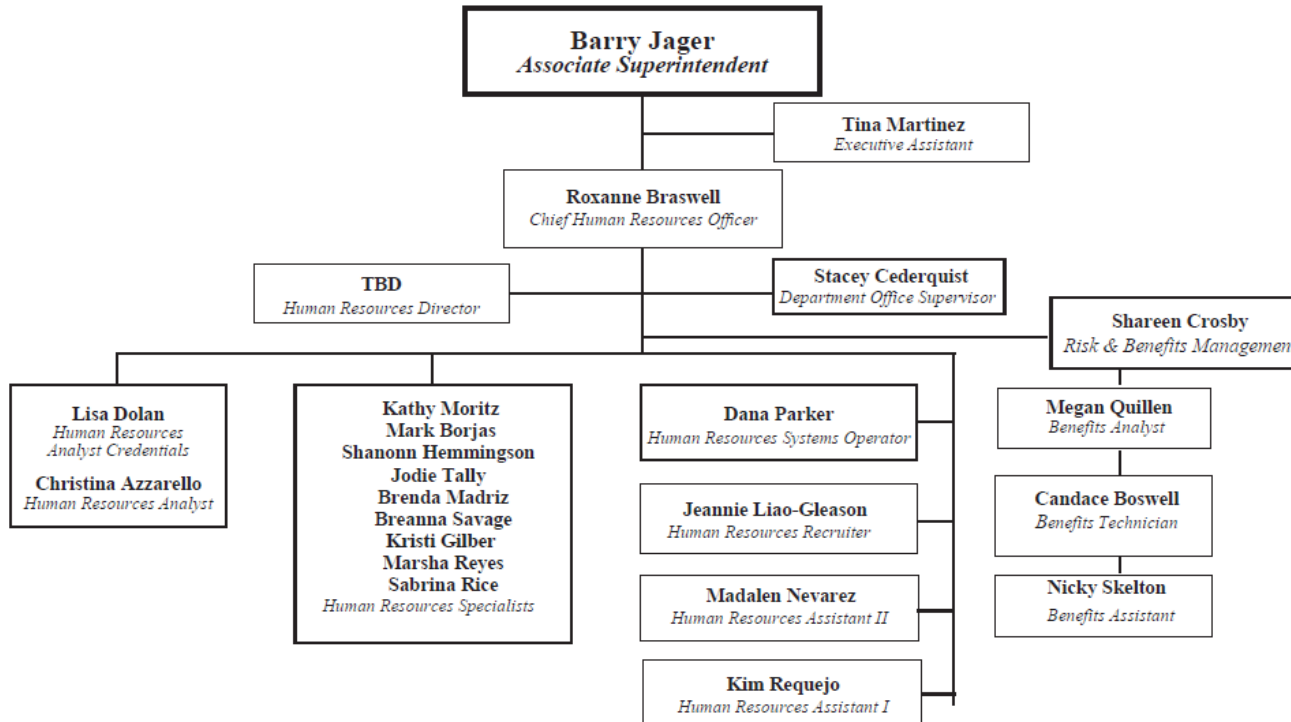 Barry Jager
Associate Superintendent
Tina Martinez
Executive Assistant
Roxanne Braswell
Chief Human Resources Officer
TBD
Human Resources Director
Stacey Cederquist
Department Office Supervisor
Shareen Crosby
Risk & Benefits Management
Lisa Dolan
Human Resources
Analyst Credentials
Christina Azzarello
Human Resources Analyst
Kathy Moritz
Mark Borjas
Shanonn Hemmingson
Jodie Tally
Brenda Madriz
Breanna Savage
Kristi Gilber
Marsha Reyes
Sabrina Rice
Human Resources Specialists
Dana Parker
Human Resources Systems Operator
Jeannie Liao-Gleason
Human Resources Recruiter
Madalen Nevarez
Human Resources Assistant II
Kim Requejo
Human Resources Assistant I
Megan Quillen
Benefits Analyst
Candace Boswell
Benefits Technician
Nicky Skelton
Benefits Assistant